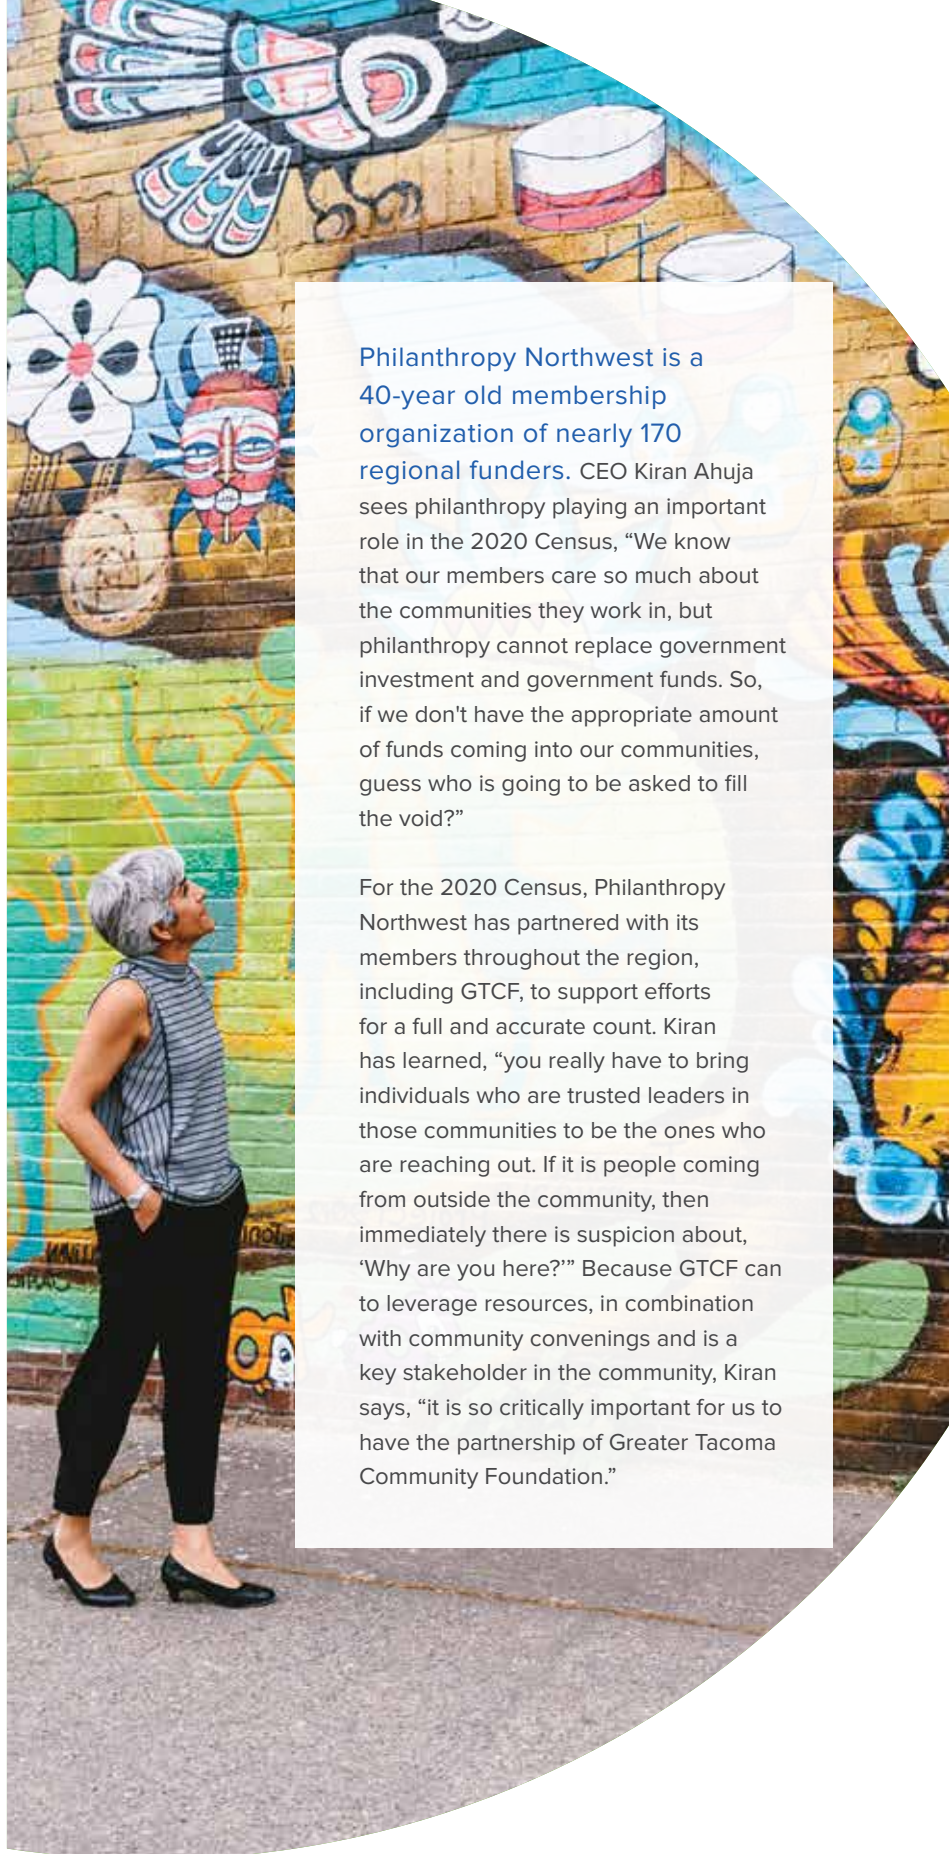 Philanthropy Northwest is a
40-year old membership
organization of nearly 170
regional funders. CEO Kiran Ahuja
sees philanthropy playing an important
role in the 2020 Census, “We know
that our members care so much about
the communities they work in, but
philanthropy cannot replace government
investment and government funds. So,
if we don't have the appropriate amount
of funds coming into our communities,
guess who is going to be asked to fill
the void?”
For the 2020 Census, Philanthropy
Northwest has partnered with its
members throughout the region,
including GTCF, to support efforts
for a full and accurate count. Kiran
has learned, “you really have to bring
individuals who are trusted leaders in
those communities to be the ones who
are reaching out. If it is people coming
from outside the community, then
immediately there is suspicion about,
‘Why are you here?’” Because GTCF can
to leverage resources, in combination
with community convenings and is a
key stakeholder in the community, Kiran
says, “it is so critically important for us to
have the partnership of Greater Tacoma
Community Foundation.”